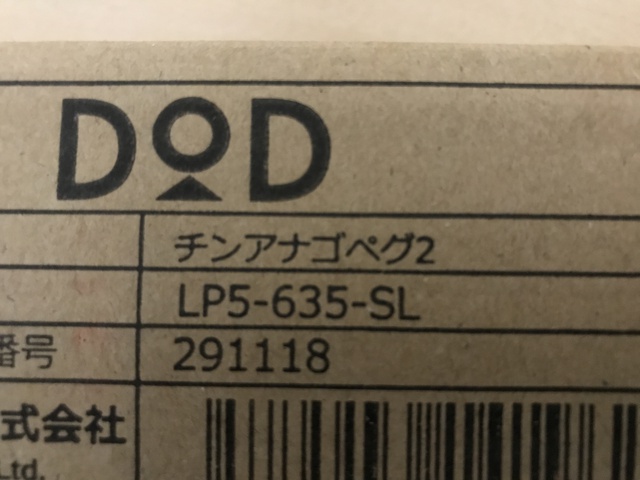 DOD
チンアナゴペグ2
LP5-635-SL
番号 291118
式会社
Ltd.